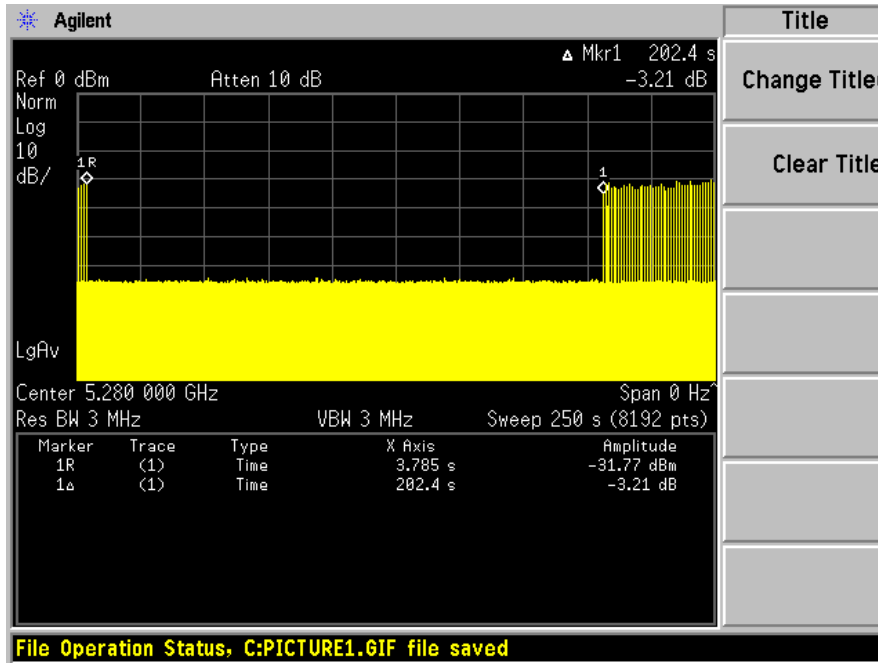 Agilent
Title
Δ Mkr1 202.4 s
Ref 0 dBm Atten 10 dB -3.21 dB
Norm
Log
10
dB/
1R
1
Change Title
Clear Title
LgAv
Center 5.280 000 GHz Span 0 Hz^
Res BW 3 MHz VBW 3 MHz Sweep 250 s (8192 pts)
Marker Trace Type X Axis Amplitude
1R (1) Time 3.785 s -31.77 dBm
1Δ (1) Time 202.4 s -3.21 dB
File Operation Status, C:PICTURE1.GIF file saved